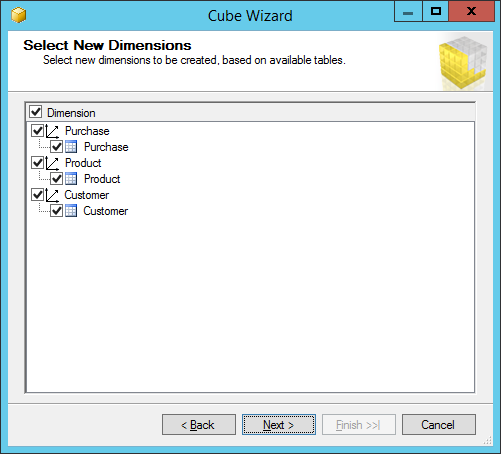 Cube Wizard
Select New Dimensions
Select new dimensions to be created, based on available tables.
Dimension
Purchase
Purchase
Product
Product
Customer
Customer
< Back
Next >
Finish >>|
Cancel